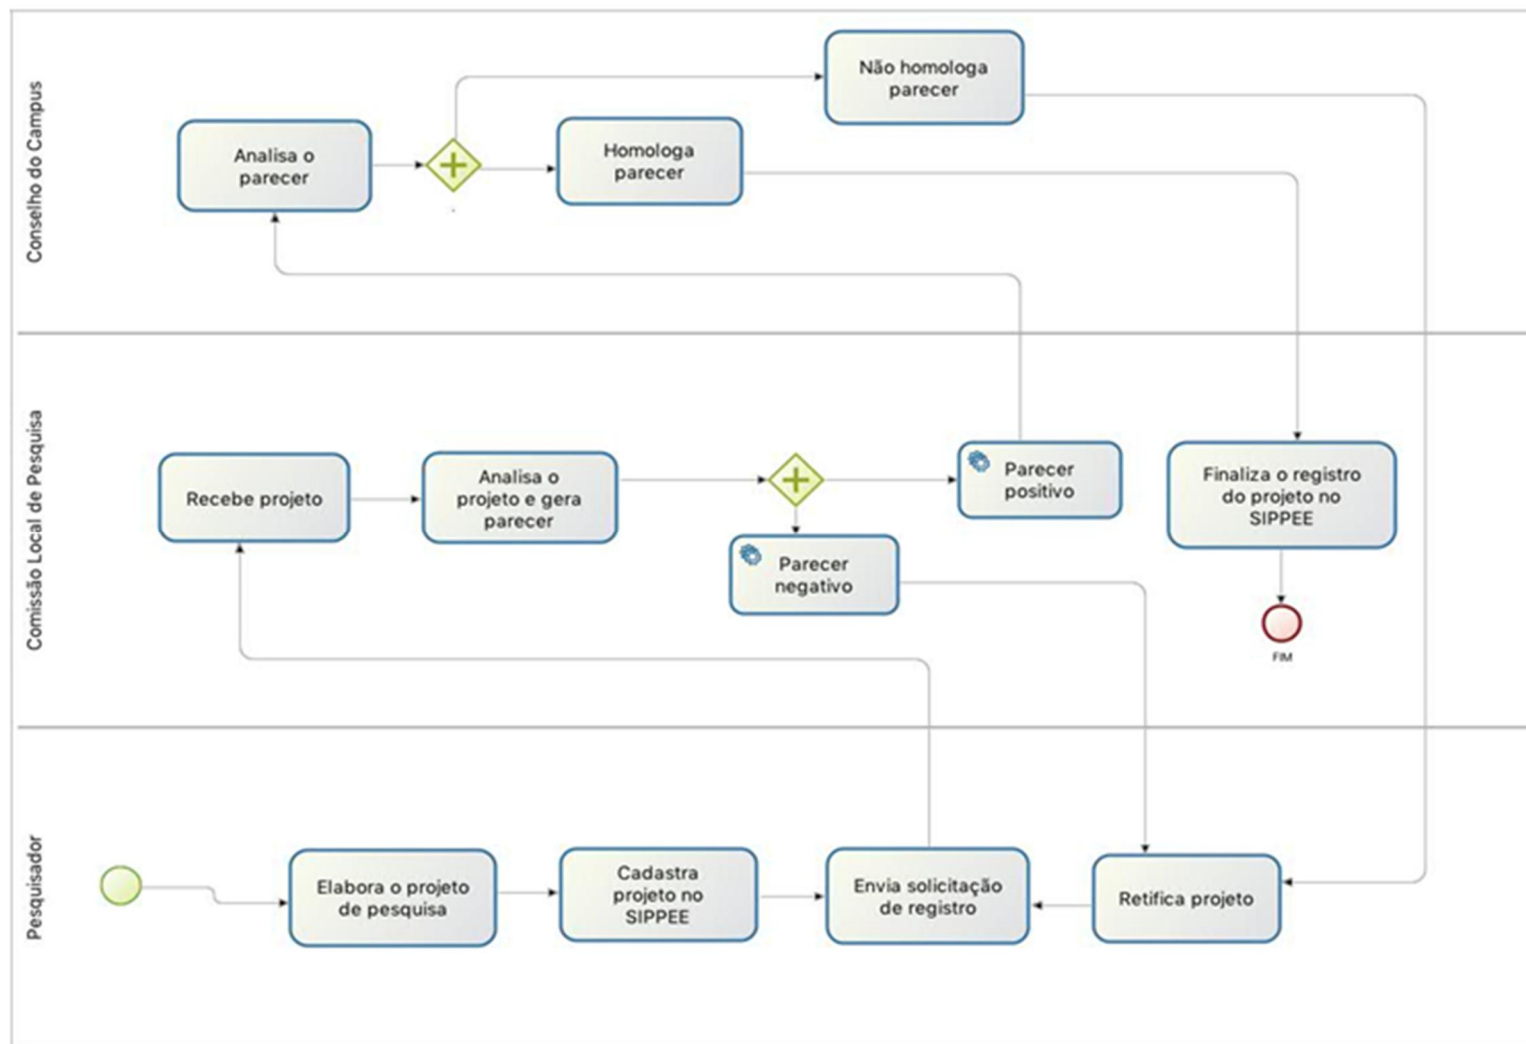 Conselho do Campus
Não homologa
parecer
Analisa o
parecer
Homologa
parecer
Comissão Local de Pesquisa
Recebe projeto
Analisa o
projeto e gera
parecer
Parecer
positivo
Parecer
negativo
Finaliza o registro
do projeto no
SIPPEE
FIM
Pesquisador
Elabora o projeto
de pesquisa
Cadastra
projeto no
SIPPEE
Envia solicitação
de registro
Retifica projeto